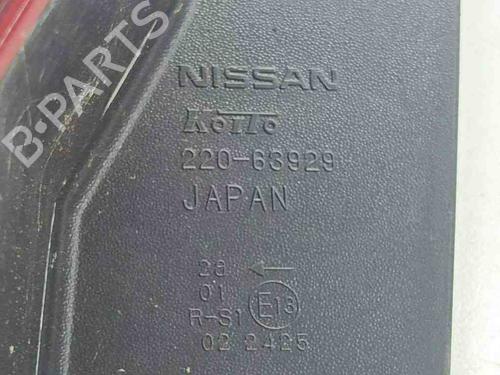 B-PARTS
NISSAN
KOITO
220-63929
JAPAN
28 ←
01
R-S1 E13
02 2425